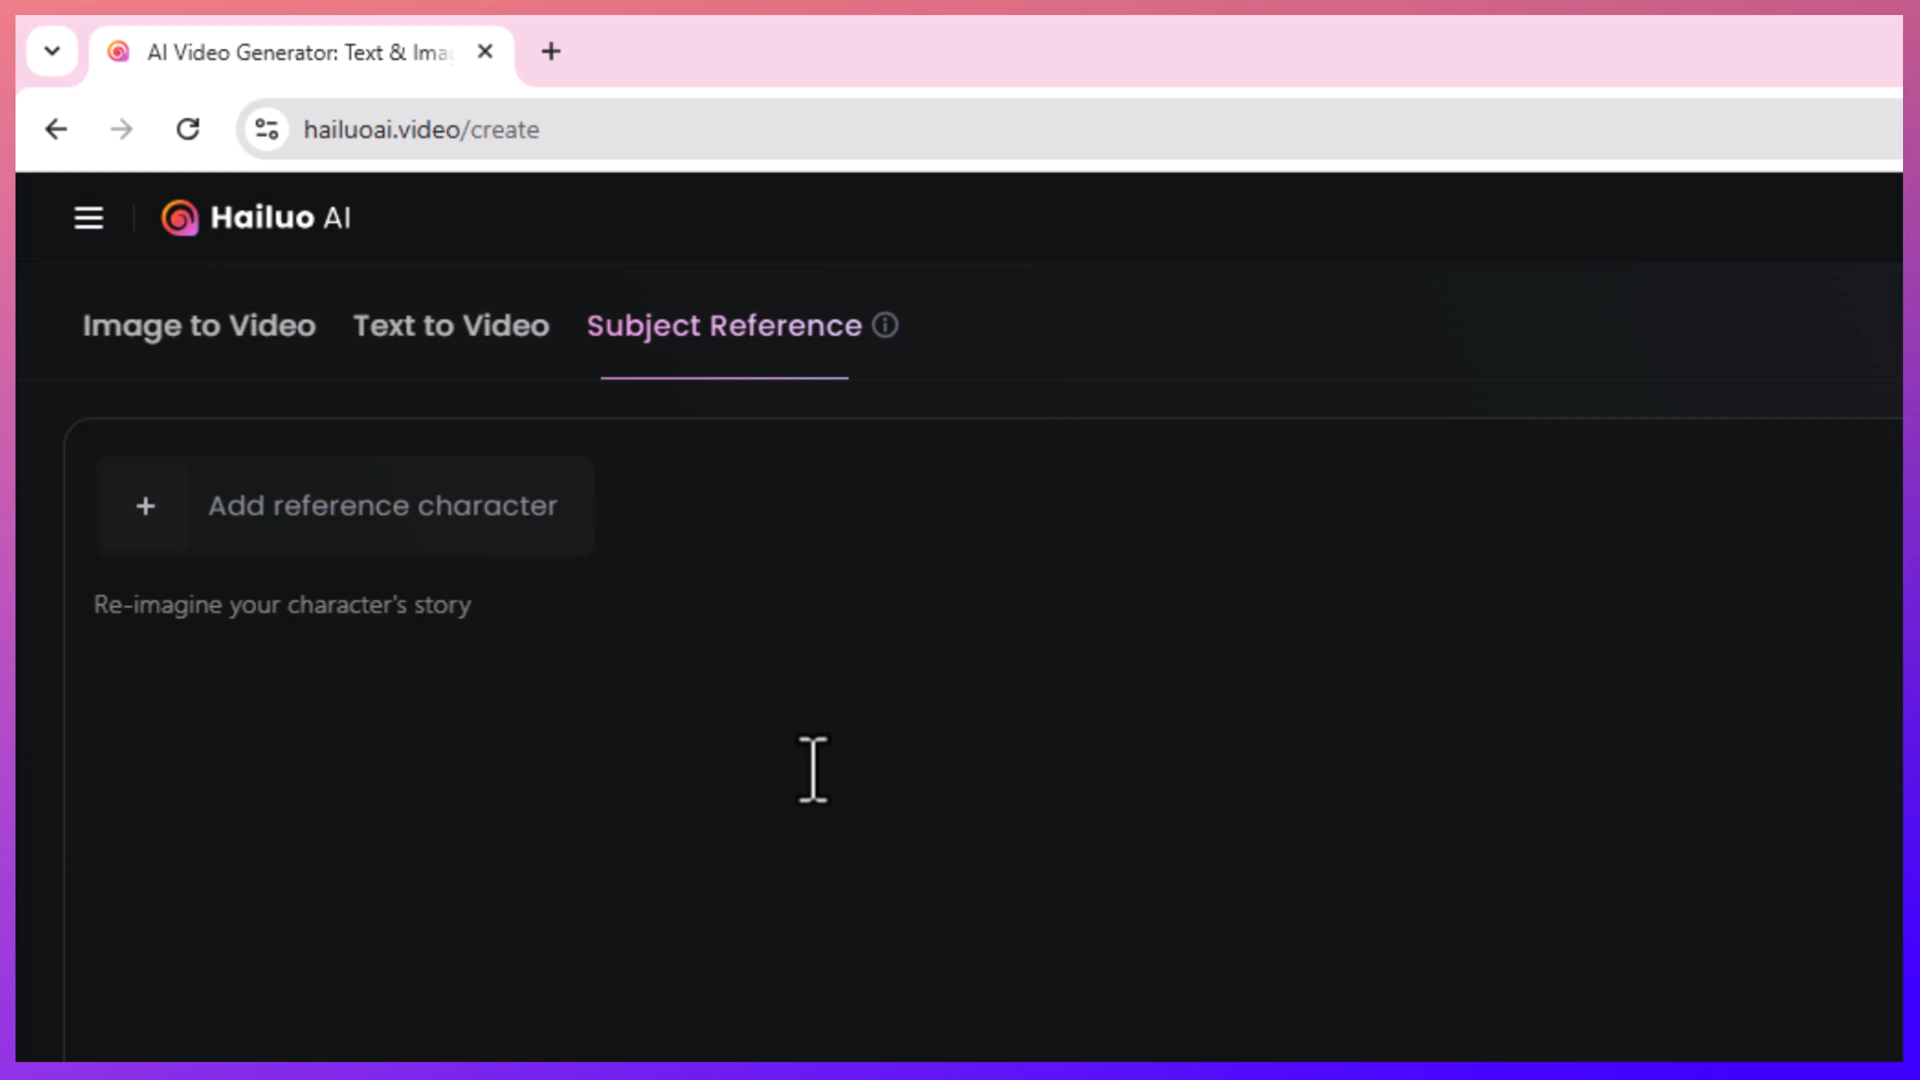 AI Video Generator: Text & Ima
hailuoai.video/create
Hailuo AI
Image to Video Text to Video Subject Reference
Add reference character
Re-imagine your character's story